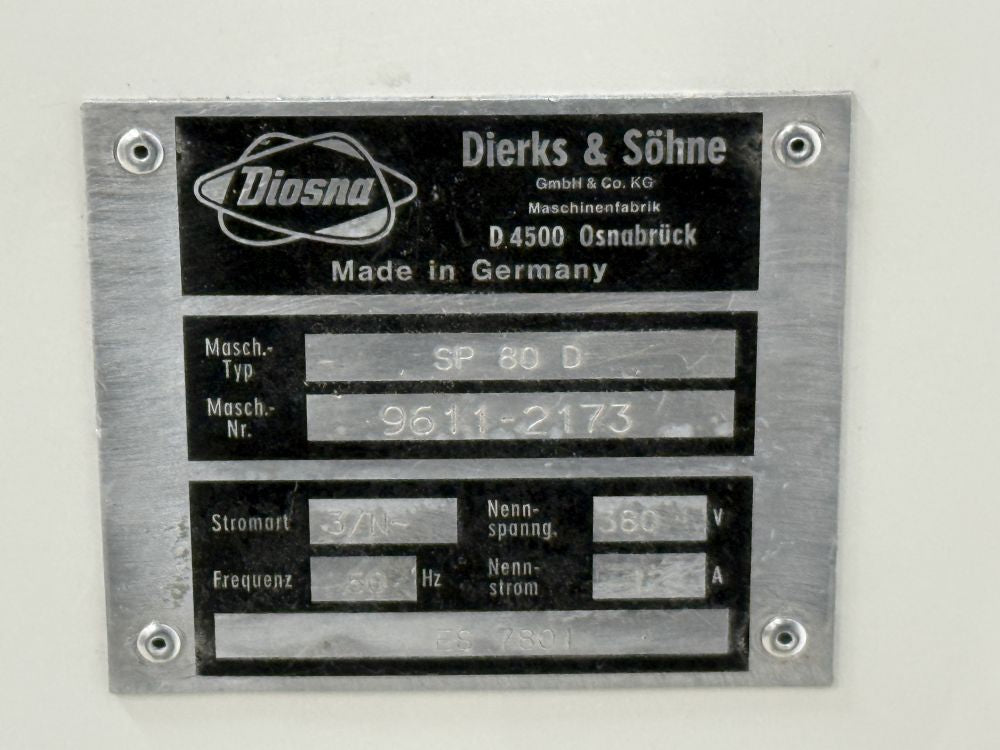 Diosna
Dierks & Söhne
GmbH & Co. KG
Maschinenfabrik
D 4500 Osnabrück
Made in Germany
Masch.-Typ SP 80 D
Masch.-Nr. 9611-2173
Stromart 3/N~
Nenn-spanng. 380 V
Frequenz 50 Hz
Nenn-strom A
ES 7801